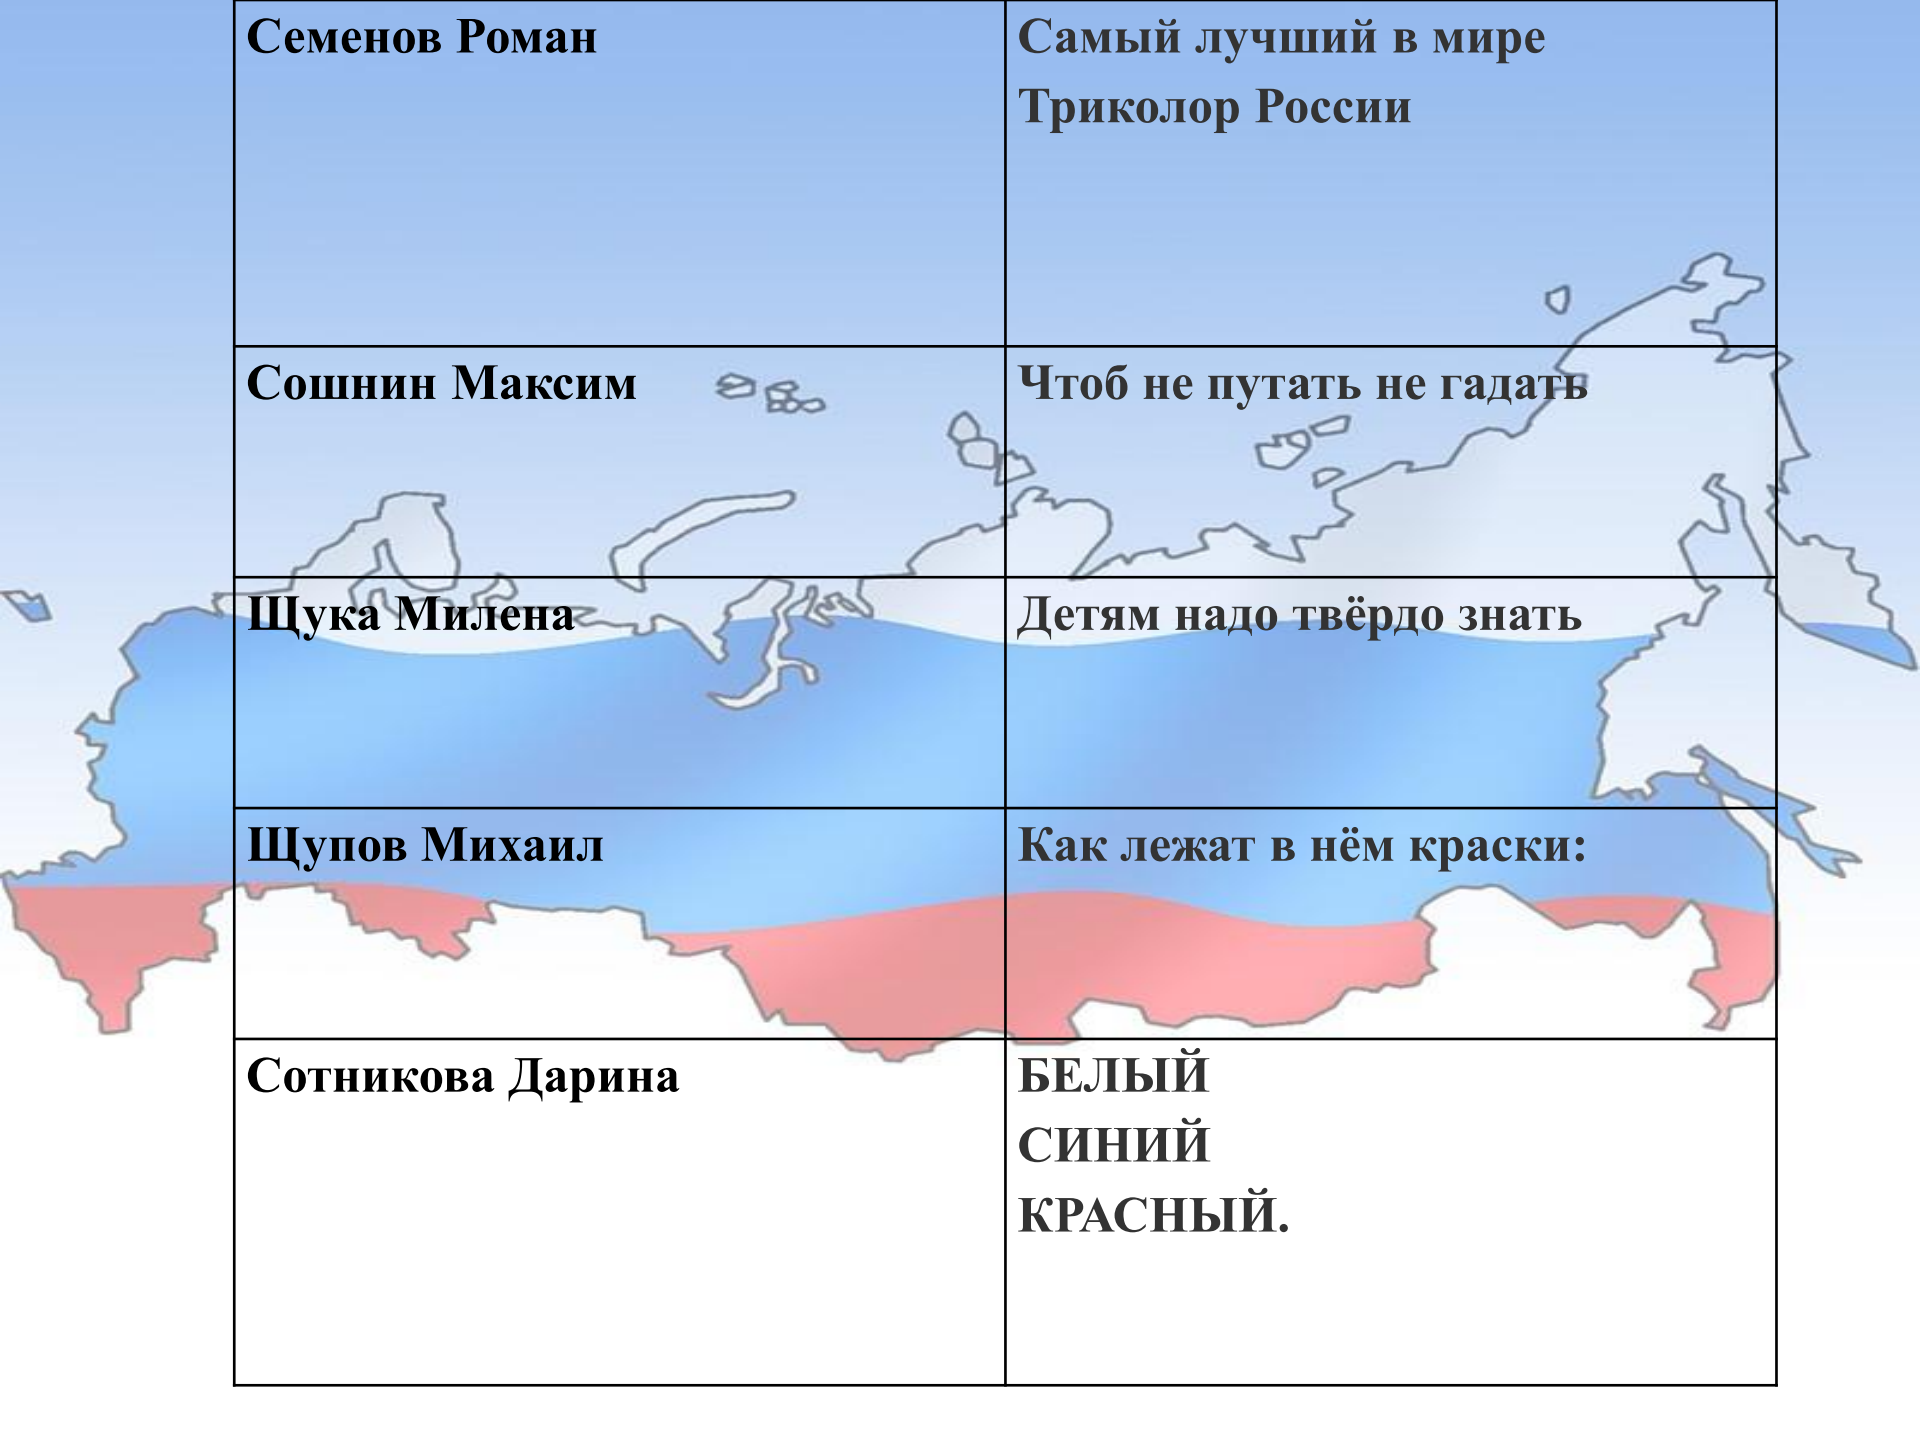 Семенов Роман
Самый лучший в мире
Триколор России
Сошнин Максим
Чтоб не путать не гадать
Щука Милена
Детям надо твёрдо знать
Щупов Михаил
Как лежат в нём краски:
Сотникова Дарина
БЕЛЫЙ
СИНИЙ
КРАСНЫЙ.